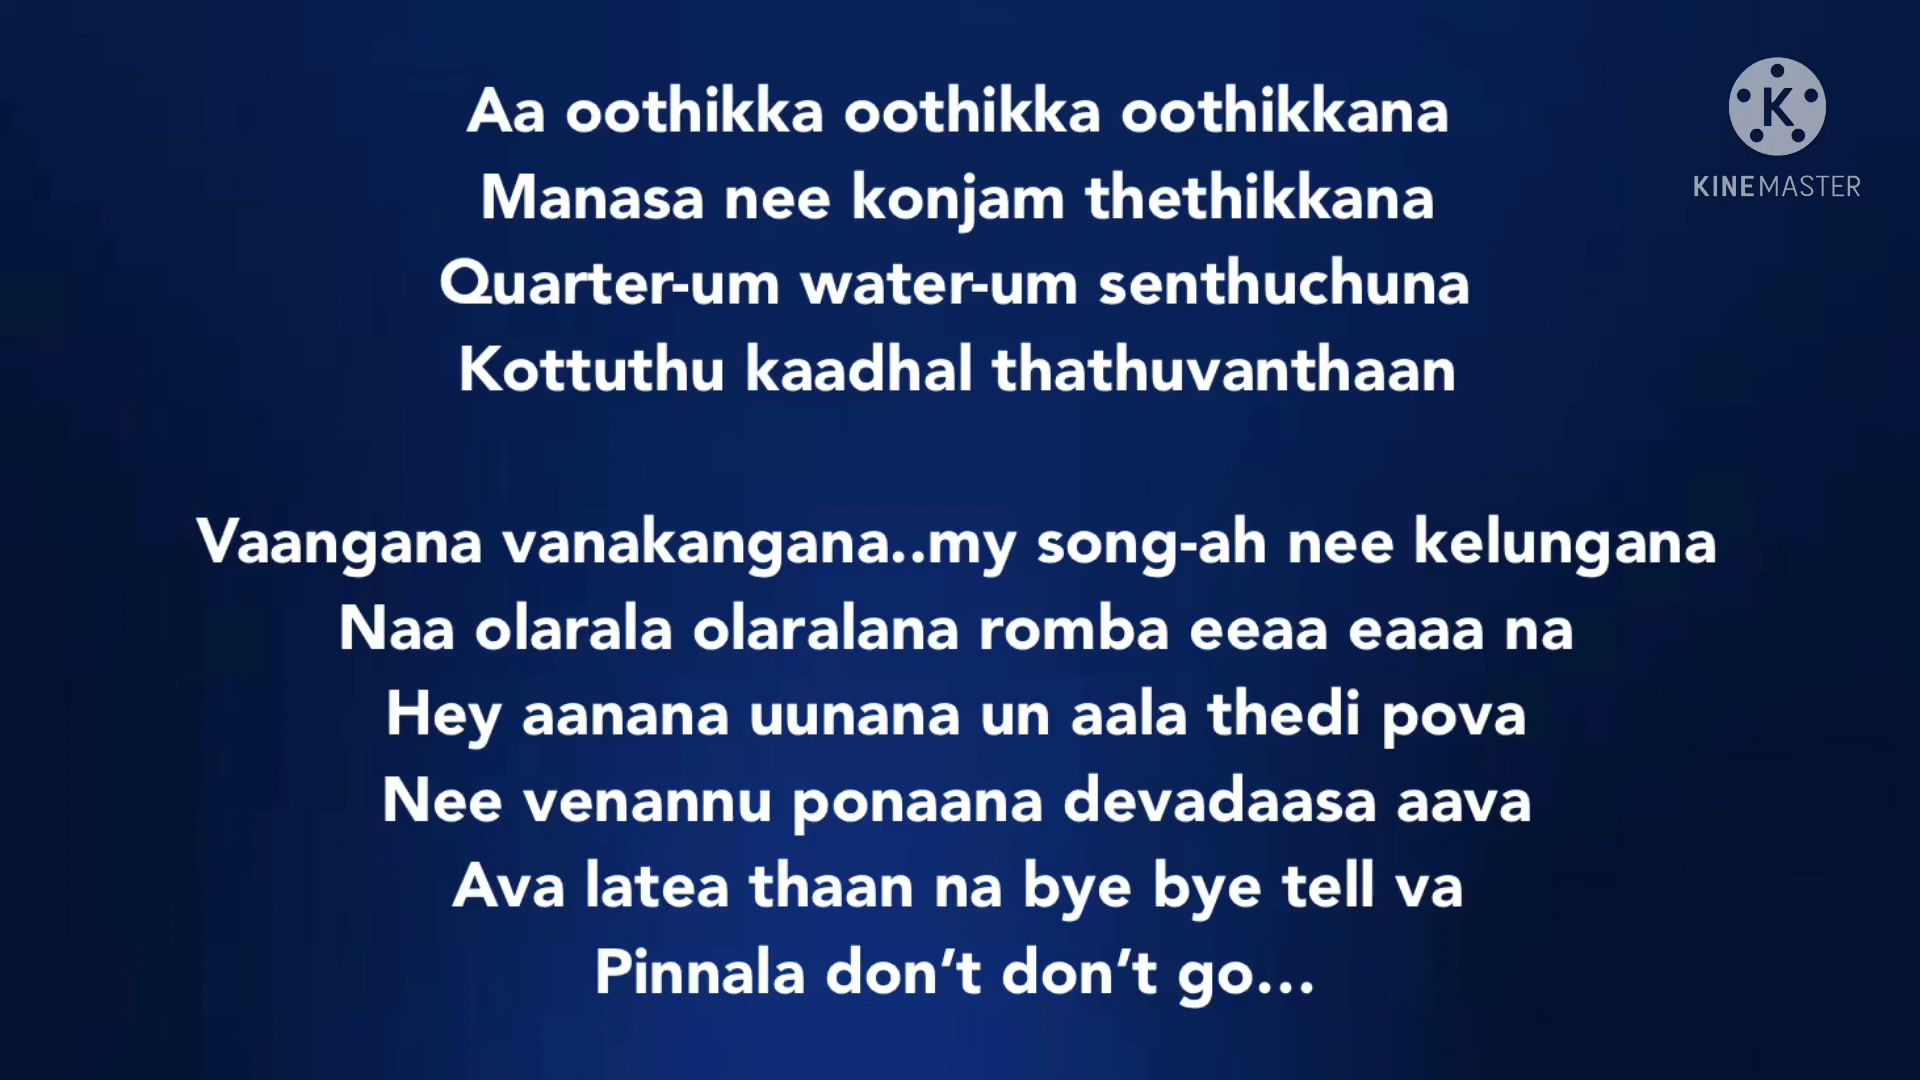 Aa oothikka oothikka oothikkana
Manasa nee konjam thethikkana
Quarter-um water-um senthuchuna
Kottuthu kaadhal thathuvanthaan
Vaangana vanakangana..my song-ah nee kelungana
Naa olarala olaralana romba eeaa eaaa na
Hey aanana uunana un aala thedi pova
Nee venannu ponaana devadaasa aava
Ava latea thaan na bye bye tell va
Pinnala don’t don’t go...
K
KINEMASTER